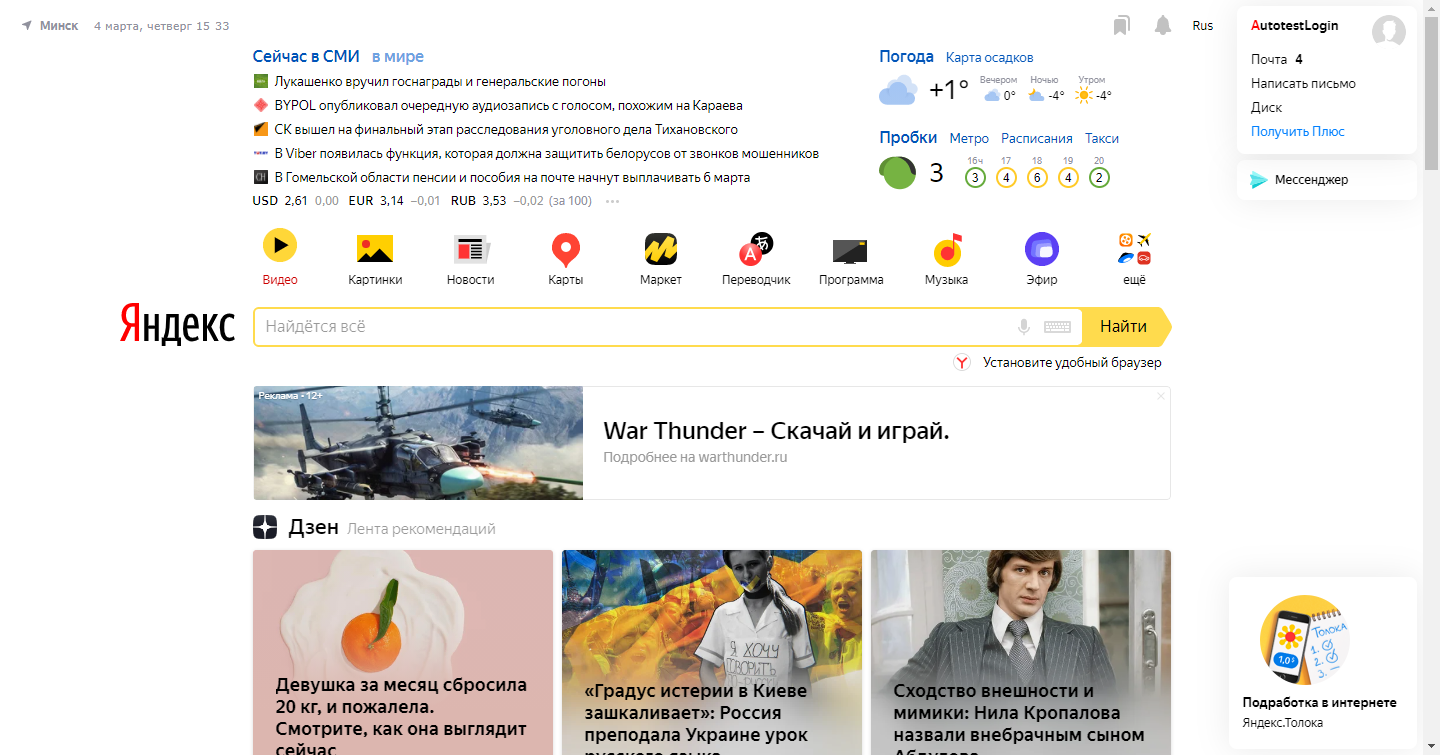 Минск 4 марта, четверг 15 33
Rus
AutotestLogin
Почта 4
Написать письмо
Диск
Получить Плюс
Мессенджер
Сейчас в СМИ в мире
Лукашенко вручил госнаграды и генеральские погоны
BYPOL опубликовал очередную аудиозапись с голосом, похожим на Караева
СК вышел на финальный этап расследования уголовного дела Тихановского
В Viber появилась функция, которая должна защитить белорусов от звонков мошенников
В Гомельской области пенсии и пособия на почте начнут выплачивать 6 марта
USD 2,61 0,00 EUR 3,14 −0,01 RUB 3,53 −0,02 (за 100) ...
Погода Карта осадков
+1° Вечером 0° Ночью -4° Утром -4°
Пробки Метро Расписания Такси
3
16ч 17 18 19 20
3 4 6 4 2
Видео Картинки Новости Карты Маркет Переводчик Программа Музыка Эфир ещё
Яндекс
Найдётся всё
Найти
Установите удобный браузер
Реклама - 12+
War Thunder – Скачай и играй.
Подробнее на warthunder.ru
Дзен Лента рекомендаций
Девушка за месяц сбросила
20 кг, и пожалела.
Смотрите, как она выглядит
сейчас
Я ХОЧУ
ГОВОРИТЬ
«Градус истерии в Киеве
зашкаливает»: Россия
преподала Украине урок
русского языка
Сходство внешности и
мимики: Нила Кропалова
назвали внебрачным сыном
Абдулова
ТОЛОКА
1.
2.
3.
1,0$
Подработка в интернете
Яндекс.Толока